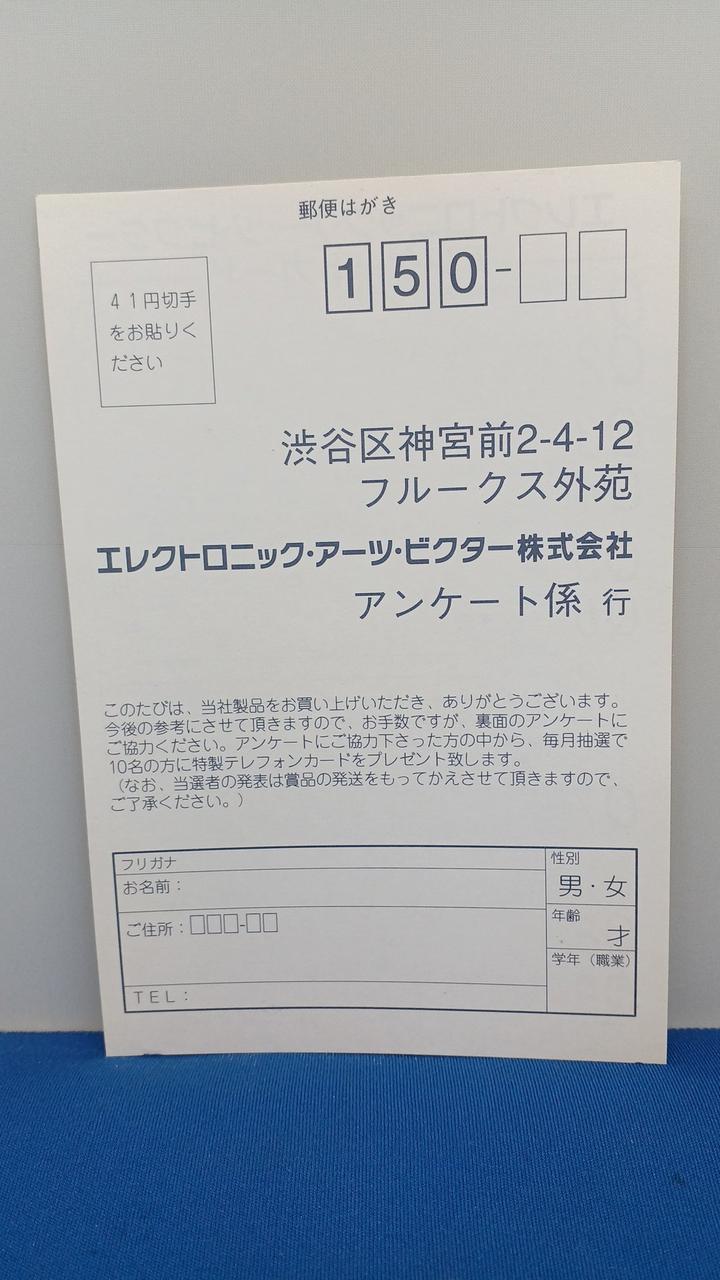 郵便はがき
150-
41円切手
をお貼りく
ださい
渋谷区神宮前2-4-12
フルークス外苑
エレクトロニック・アーツ・ビクター株式会社
アンケート係 行
このたびは、当社製品をお買い上げいただき、ありがとうございます。
今後の参考にさせて頂きますので、お手数ですが、裏面のアンケートに
ご協力ください。アンケートにご協力下さった方の中から、毎月抽選で
10名の方に特製テレフォンカードをプレゼント致します。
（なお、当選者の発表は賞品の発送をもってかえさせて頂きますので、
ご了承ください。）
フリガナ
お名前：
ご住所：□□□-□□
TEL：
性別
男・女
年齢
才
学年（職業）